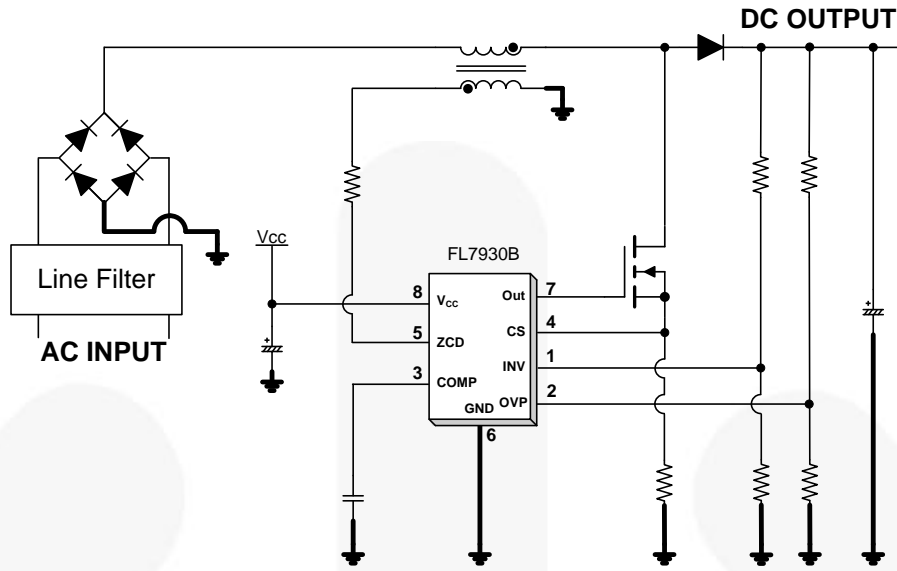 DC OUTPUT
Vcc
FL7930B
Line Filter
AC INPUT
8
VCC
Out
7
5
ZCD
CS
4
3
COMP
INV
1
GND
OVP
2
6
+
+